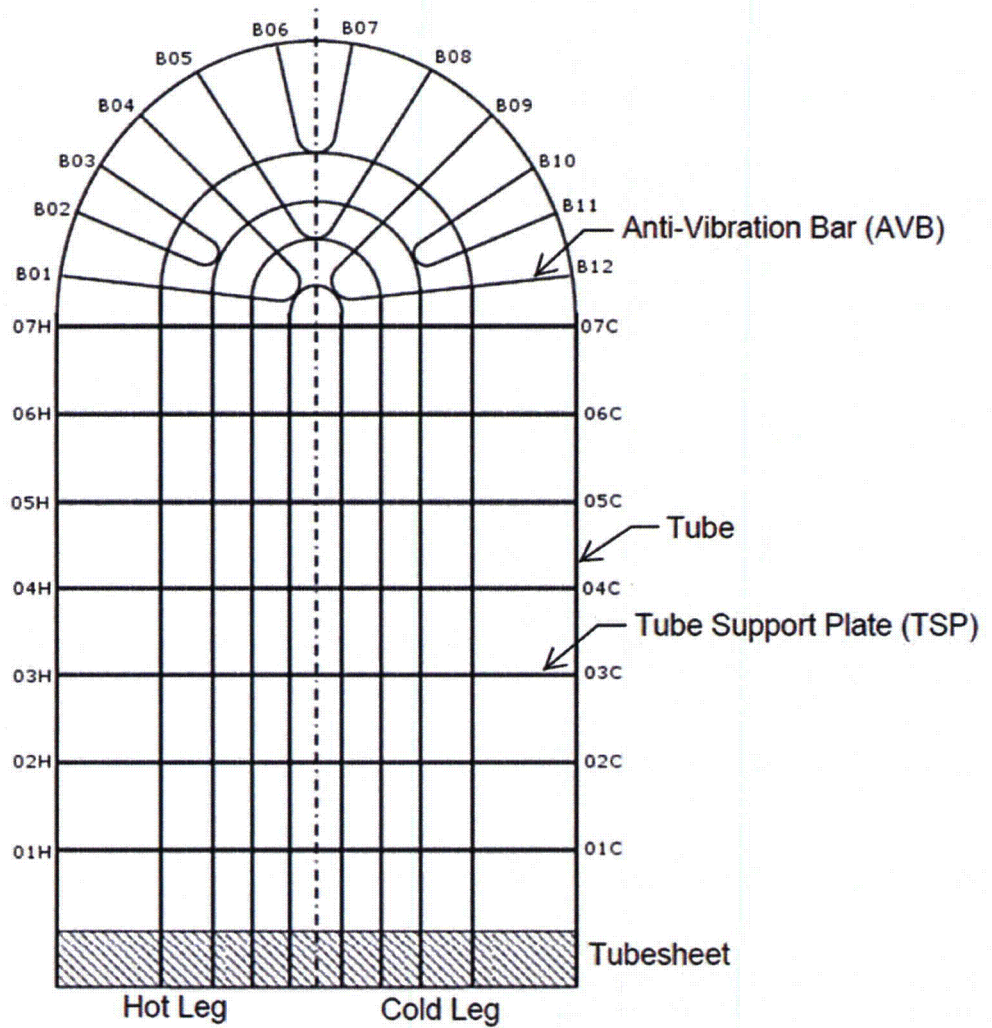 B06
B07
B05
B08
B04
B09
B03
B10
B02
B11
Anti-Vibration Bar (AVB)
B01
B12
07H
07C
06H
06C
05H
05C
Tube
04H
04C
Tube Support Plate (TSP)
03H
03C
02H
02C
01H
01C
Tubesheet
Hot Leg
Cold Leg